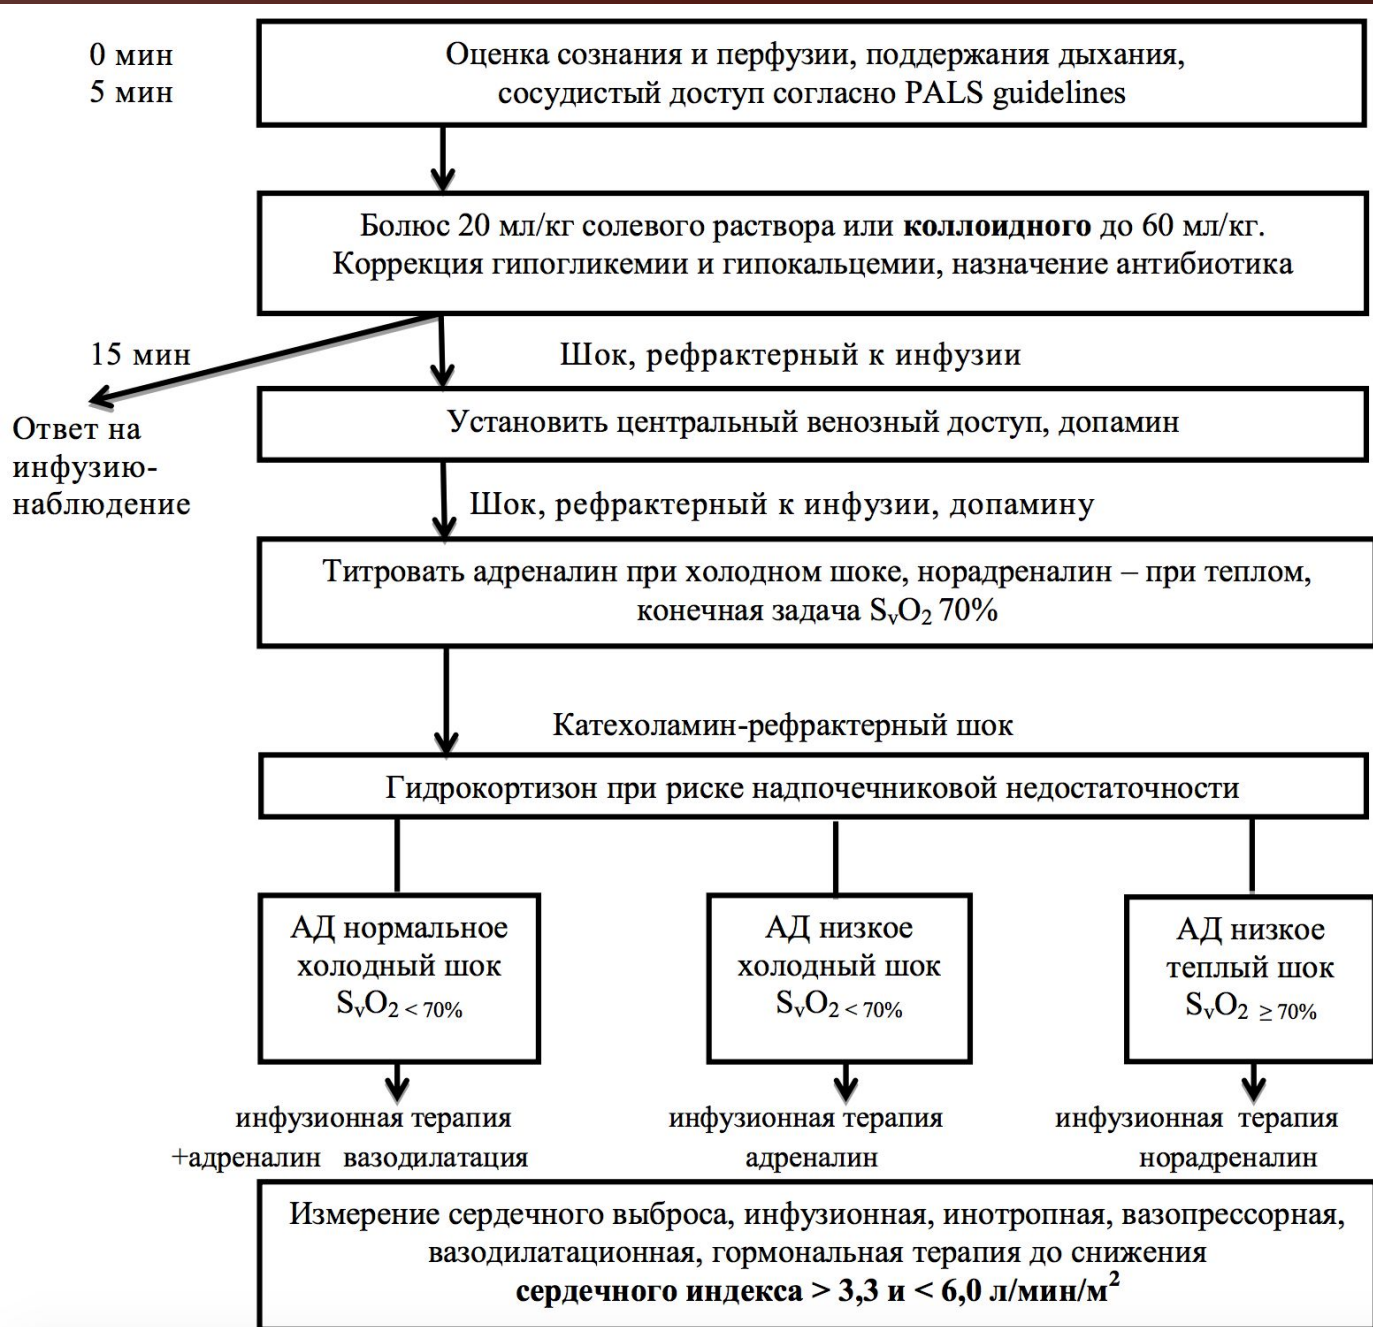 0 мин
5 мин
Оценка сознания и перфузии, поддержания дыхания,
сосудистый доступ согласно PALS guidelines
Болюс 20 мл/кг солевого раствора или коллоидного до 60 мл/кг.
Коррекция гипогликемии и гипокальцемии, назначение антибиотика
15 мин
Шок, рефрактерный к инфузии
Ответ на
инфузию-
наблюдение
Установить центральный венозный доступ, допамин
Шок, рефрактерный к инфузии, допамину
Титровать адреналин при холодном шоке, норадреналин – при теплом,
конечная задача SvO2 70%
Катехоламин-рефрактерный шок
Гидрокортизон при риске надпочечниковой недостаточности
АД нормальное
холодный шок
SvO2 < 70%
АД низкое
холодный шок
SvO2 < 70%
АД низкое
теплый шок
SvO2 ≥ 70%
инфузионная терапия
+адреналин вазодилатация
инфузионная терапия
адреналин
инфузионная терапия
норадреналин
Измерение сердечного выброса, инфузионная, инотропная, вазопрессорная,
вазодилатационная, гормональная терапия до снижения
сердечного индекса > 3,3 и < 6,0 л/мин/м²